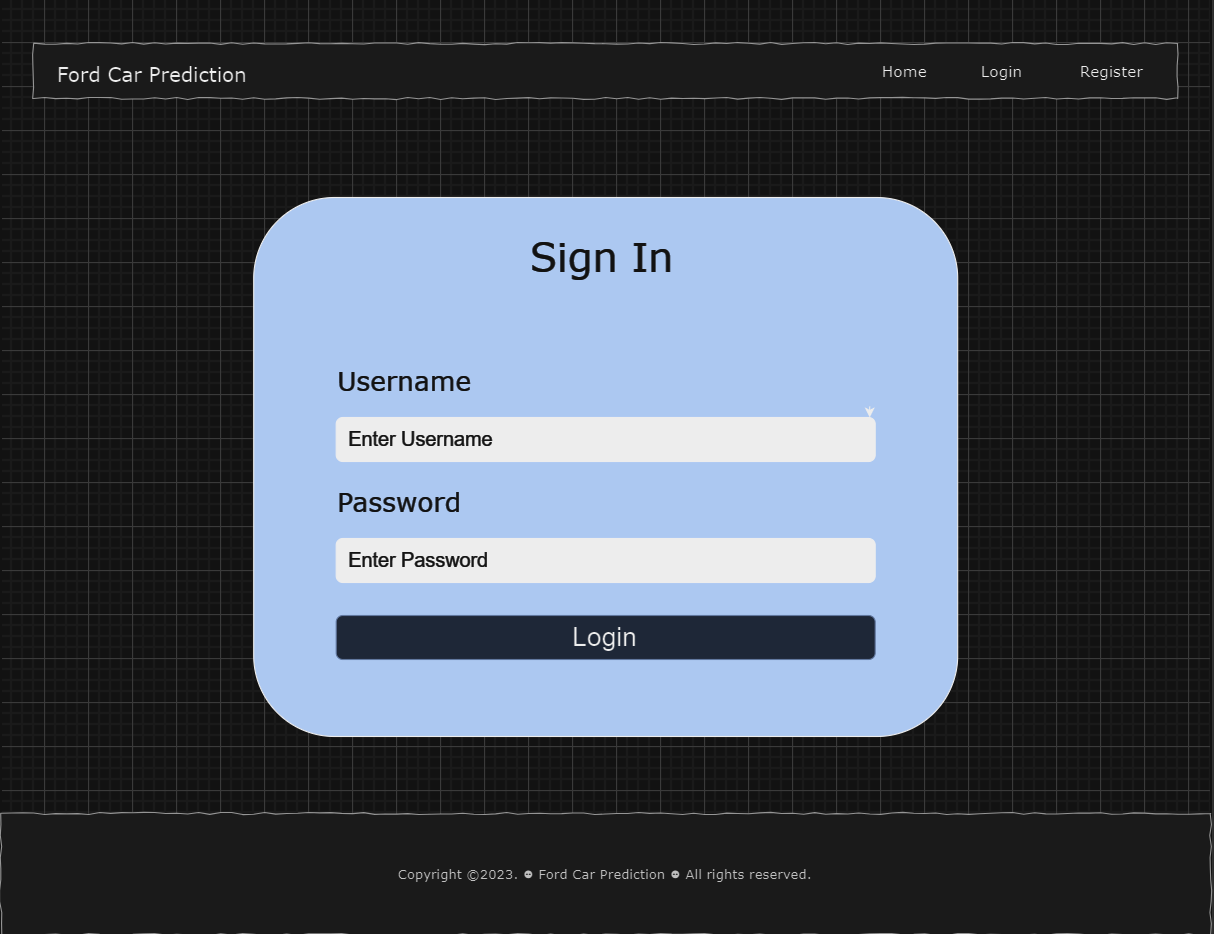 Ford Car Prediction
Home Login Register
Sign In
Username
Enter Username
Password
Enter Password
Login
Copyright ©2023. ⚉ Ford Car Prediction ⚉ All rights reserved.